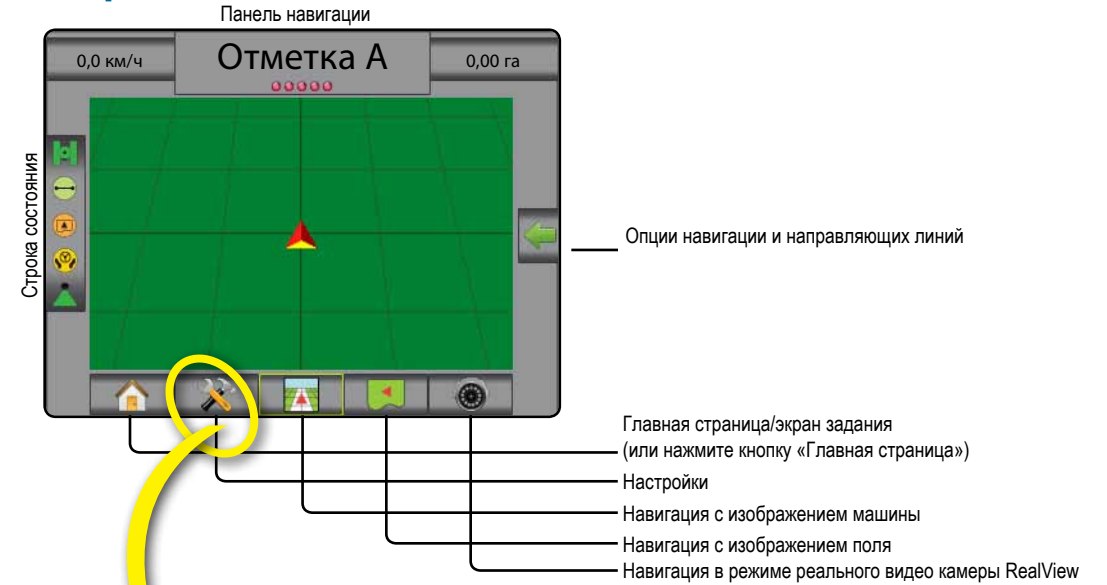 Панель навигации
0,0 км/ч
Отметка А
0,00 га
Строка состояния
Опции навигации и направляющих линий
Главная страница/экран задания
(или нажмите кнопку «Главная страница»)
Настройки
Навигация с изображением машины
Навигация с изображением поля
Навигация в режиме реального видео камеры RealView